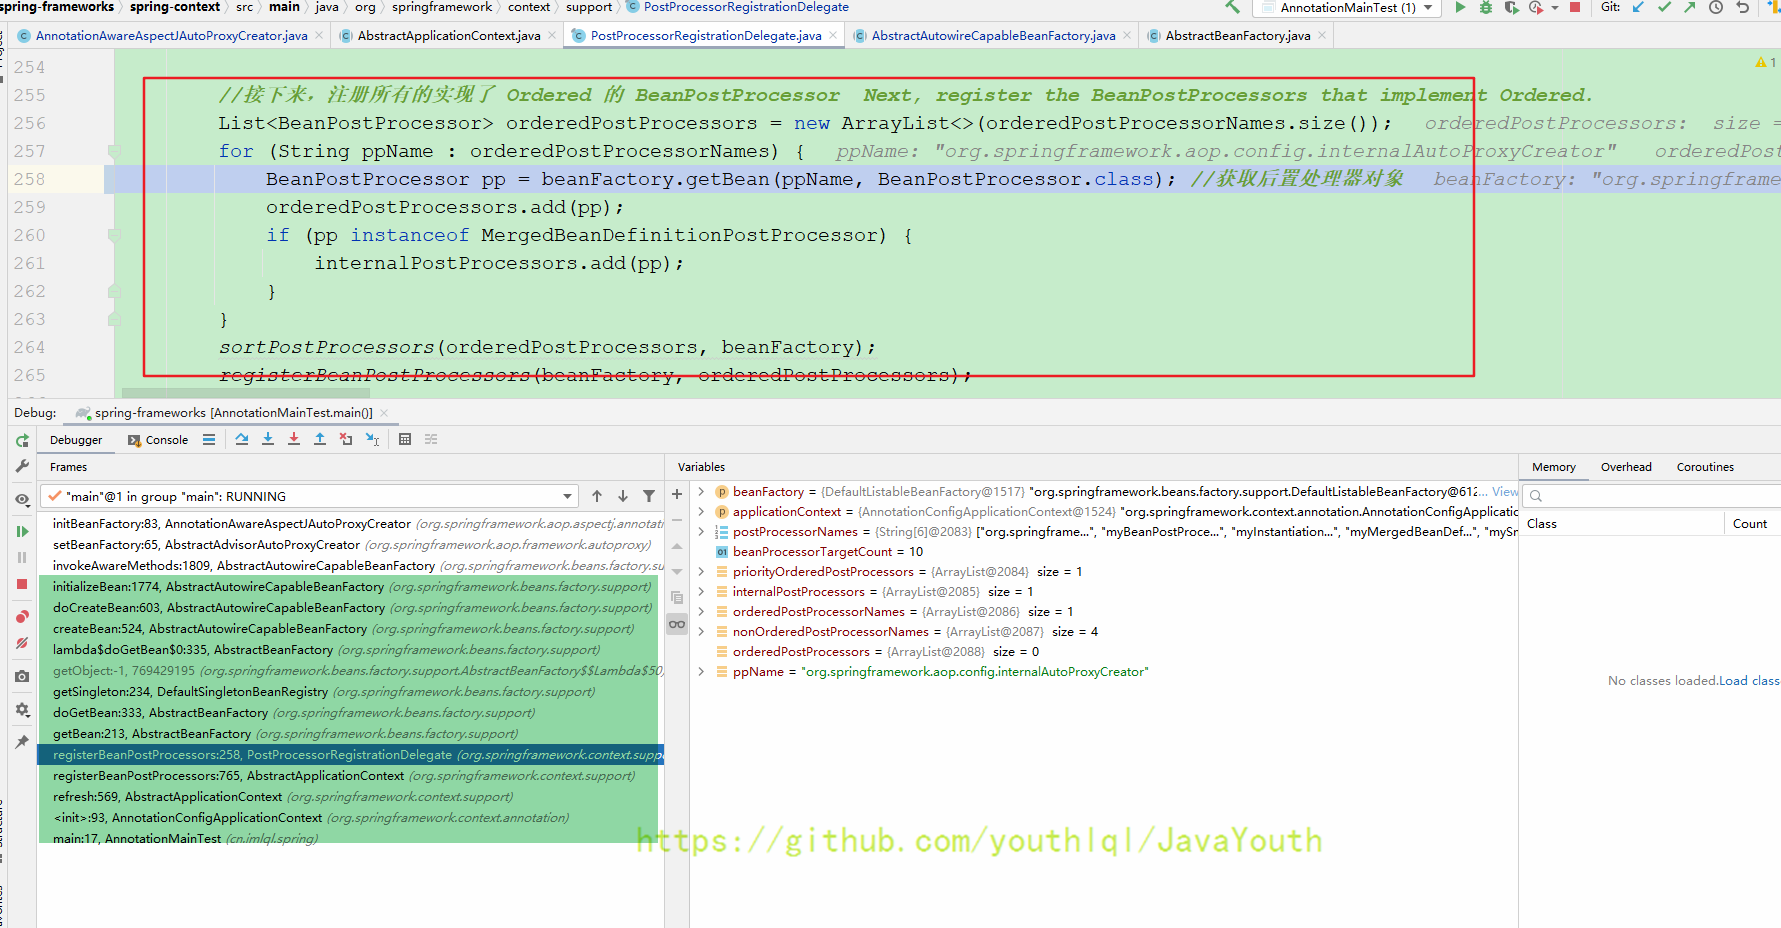 spring-frameworks › spring-context › src › main › java › org › springframework › context › support › PostProcessorRegistrationDelegate
AnnotationMainTest (1)
Git:
AnnotationAwareAspectJAutoProxyCreator.java
AbstractApplicationContext.java
PostProcessorRegistrationDelegate.java
AbstractAutowireCapableBeanFactory.java
AbstractBeanFactory.java
254
1
255 //接下来，注册所有的实现了 Ordered 的 BeanPostProcessor Next, register the BeanPostProcessors that implement Ordered.
256 List<BeanPostProcessor> orderedPostProcessors = new ArrayList<>(orderedPostProcessorNames.size()); orderedPostProcessors: size =
257 for (String ppName : orderedPostProcessorNames) { ppName: "org.springframework.aop.config.internalAutoProxyCreator" orderedPost
258 BeanPostProcessor pp = beanFactory.getBean(ppName, BeanPostProcessor.class); //获取后置处理器对象 beanFactory: "org.springframe
259 orderedPostProcessors.add(pp);
260 if (pp instanceof MergedBeanDefinitionPostProcessor) {
261 internalPostProcessors.add(pp);
262 }
263 }
264 sortPostProcessors(orderedPostProcessors, beanFactory);
265 registerBeanPostProcessors(beanFactory, orderedPostProcessors);
Debug: spring-frameworks [AnnotationMainTest.main()]
Debugger Console
Frames
"main"@1 in group "main": RUNNING
initBeanFactory:83, AnnotationAwareAspectJAutoProxyCreator (org.springframework.aop.aspectj.annotat
setBeanFactory:65, AbstractAdvisorAutoProxyCreator (org.springframework.aop.framework.autoproxy)
invokeAwareMethods:1809, AbstractAutowireCapableBeanFactory (org.springframework.beans.factory.su
initializeBean:1774, AbstractAutowireCapableBeanFactory (org.springframework.beans.factory.support)
doCreateBean:603, AbstractAutowireCapableBeanFactory (org.springframework.beans.factory.support)
createBean:524, AbstractAutowireCapableBeanFactory (org.springframework.beans.factory.support)
lambda$doGetBean$0:335, AbstractBeanFactory (org.springframework.beans.factory.support)
getObject:-1, 769429195 (org.springframework.beans.factory.support.AbstractBeanFactory$$Lambda$50)
getSingleton:234, DefaultSingletonBeanRegistry (org.springframework.beans.factory.support)
doGetBean:333, AbstractBeanFactory (org.springframework.beans.factory.support)
getBean:213, AbstractBeanFactory (org.springframework.beans.factory.support)
registerBeanPostProcessors:258, PostProcessorRegistrationDelegate (org.springframework.context.suppo
registerBeanPostProcessors:765, AbstractApplicationContext (org.springframework.context.support)
refresh:569, AbstractApplicationContext (org.springframework.context.support)
<init>:93, AnnotationConfigApplicationContext (org.springframework.context.annotation)
main:17, AnnotationMainTest (cn.imlql.spring)
Variables
beanFactory = {DefaultListableBeanFactory@1517} "org.springframework.beans.factory.support.DefaultListableBeanFactory@612... View
applicationContext = {AnnotationConfigApplicationContext@1524} "org.springframework.context.annotation.AnnotationConfigApplicatio
postProcessorNames = {String[6]@2083} ["org.springframe...", "myBeanPostProce...", "myInstantiation...", "myMergedBeanDef...", "mySm
beanProcessorTargetCount = 10
priorityOrderedPostProcessors = {ArrayList@2084} size = 1
internalPostProcessors = {ArrayList@2085} size = 1
orderedPostProcessorNames = {ArrayList@2086} size = 1
nonOrderedPostProcessorNames = {ArrayList@2087} size = 4
orderedPostProcessors = {ArrayList@2088} size = 0
ppName = "org.springframework.aop.config.internalAutoProxyCreator"
Memory Overhead Coroutines
Class Count
No classes loaded.Load classe
https://github.com/youthlql/JavaYouth